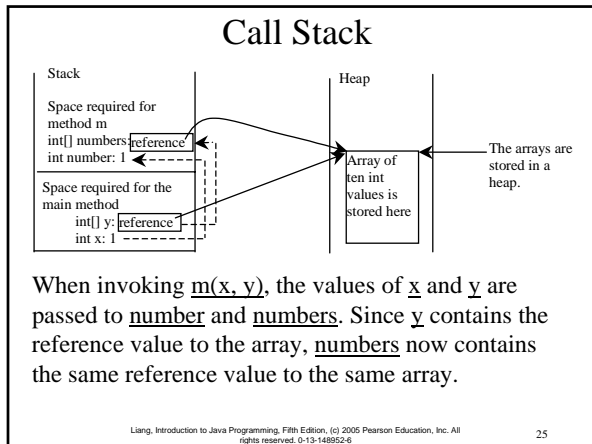 Call Stack
Stack
Space required for
method m
int[] numbers: reference
int number: 1
Space required for the
main method
int[] y: reference
int x: 1
Heap
Array of
ten int
values is
stored here
The arrays are
stored in a
heap.
When invoking m(x, y), the values of x and y are
passed to number and numbers. Since y contains the
reference value to the array, numbers now contains
the same reference value to the same array.
Liang, Introduction to Java Programming, Fifth Edition, (c) 2005 Pearson Education, Inc. All
rights reserved. 0-13-148952-6
25